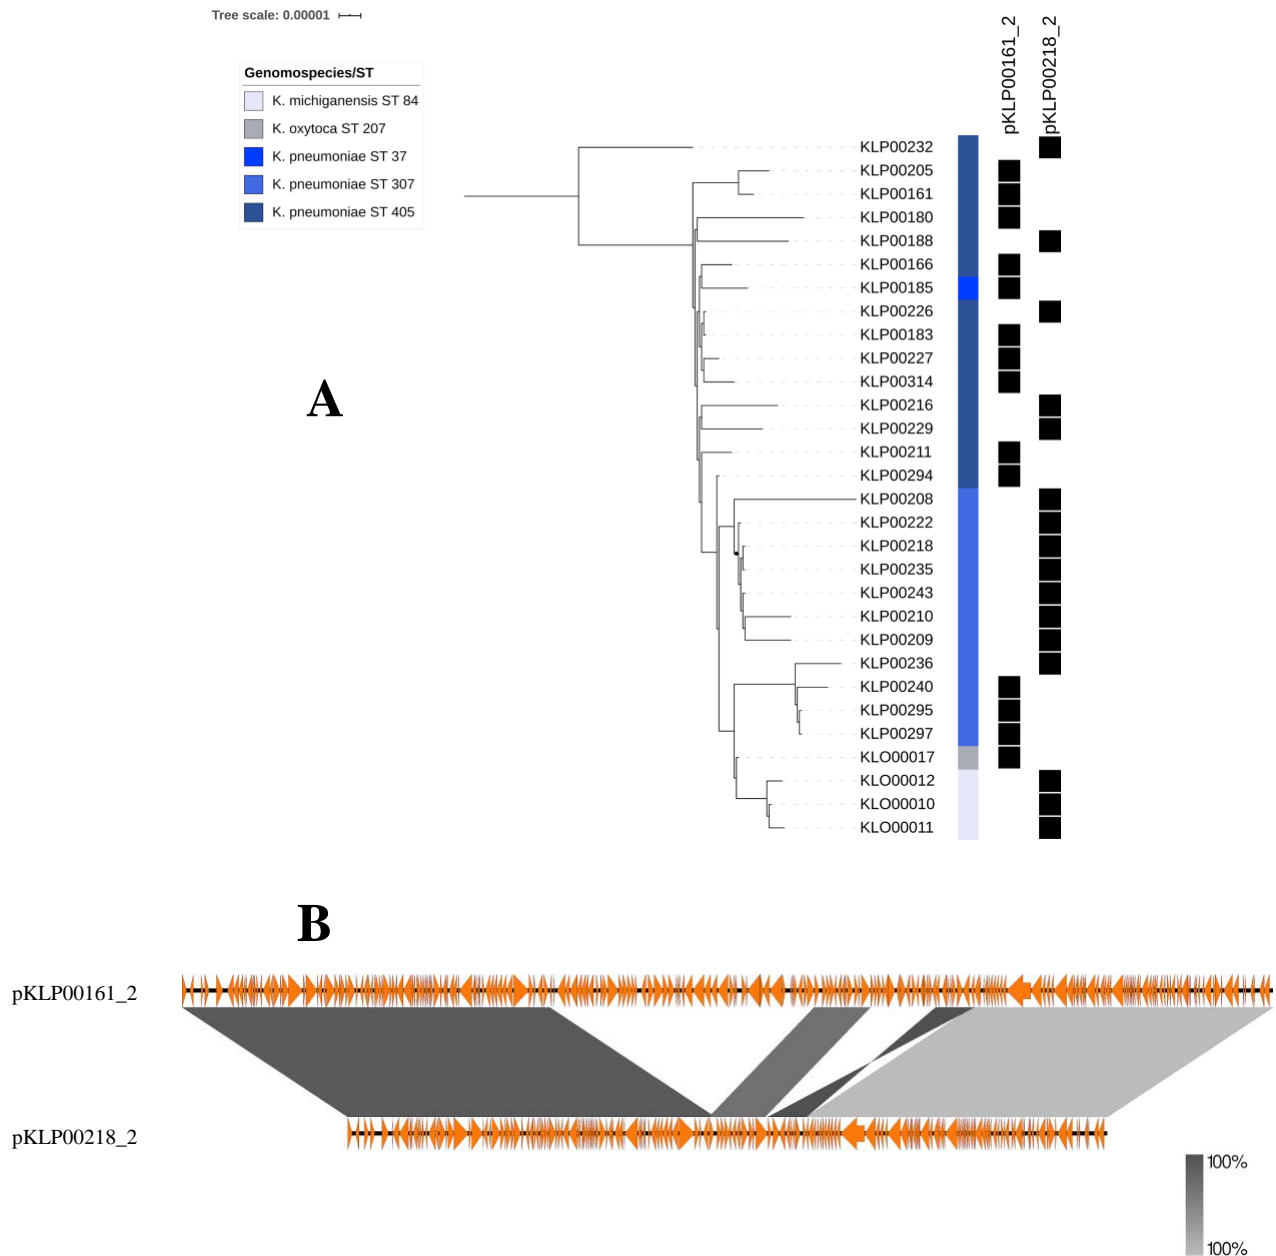 Tree scale: 0.00001
pKLP00161_2
pKLP00218_2
Genomospecies/ST
K. michiganensis ST 84
K. oxytoca ST 207
K. pneumoniae ST 37
K. pneumoniae ST 307
K. pneumoniae ST 405
KLP00232
KLP00205
KLP00161
KLP00180
KLP00188
KLP00166
KLP00185
KLP00226
KLP00183
KLP00227
KLP00314
A
KLP00216
KLP00229
KLP00211
KLP00294
KLP00208
KLP00222
KLP00218
KLP00235
KLP00243
KLP00210
KLP00209
KLP00236
KLP00240
KLP00295
KLP00297
KLO00017
KLO00012
KLO00010
KLO00011
B
pKLP00161_2
pKLP00218_2
100%
100%